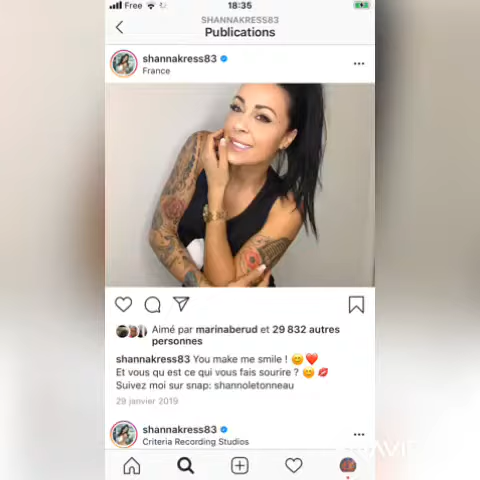 Free
18:35
SHANNAKRESS83
Publications
shannakress83
France
Aimé par marinaberud et 29 832 autres
personnes
shannakress83 You make me smile ! 😊❤️
Et vous qu est ce qui vous fais sourire ? 😊💋
Suivez moi sur snap: shannoletonneau
29 janvier 2019
shannakress83
Criteria Recording Studios